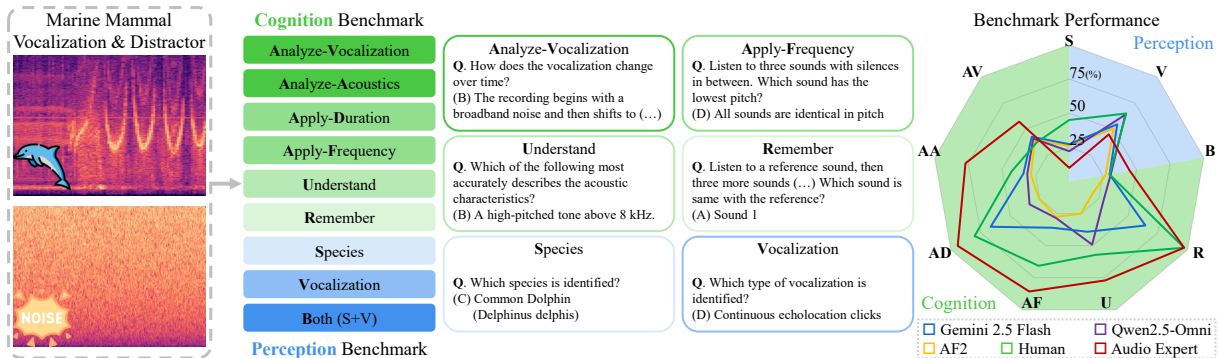 Marine Mammal
Vocalization & Distractor
NOISE
Cognition Benchmark
Analyze-Vocalization
Analyze-Acoustics
Apply-Duration
Apply-Frequency
Understand
Remember
Species
Vocalization
Both (S+V)
Perception Benchmark
Analyze-Vocalization
Q. How does the vocalization change
over time?
(B) The recording begins with a
broadband noise and then shifts to (…)
Apply-Frequency
Q. Listen to three sounds with silences
in between. Which sound has the
lowest pitch?
(D) All sounds are identical in pitch
Understand
Q. Which of the following most
accurately describes the acoustic
characteristics?
(B) A high-pitched tone above 8 kHz.
Remember
Q. Listen to a reference sound, then
three more sounds (…) Which sound is
same with the reference?
(A) Sound 1
Species
Q. Which species is identified?
(C) Common Dolphin
(Delphinus delphis)
Vocalization
Q. Which type of vocalization is
identified?
(D) Continuous echolocation clicks
Benchmark Performance
S
Perception
V
AV
75(%)
50
25
AA
B
AD
R
AF
U
Cognition
Gemini 2.5 Flash
Qwen2.5-Omni
AF2
Human
Audio Expert